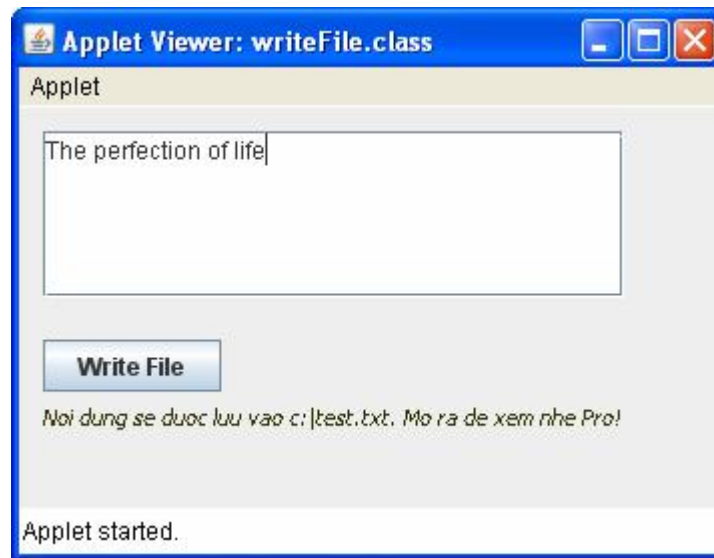 Applet Viewer: writeFile.class
Applet
The perfection of life
Write File
Noi dung se duoc luu vao c:|test.txt. Mo ra de xem nhe Pro!
Applet started.